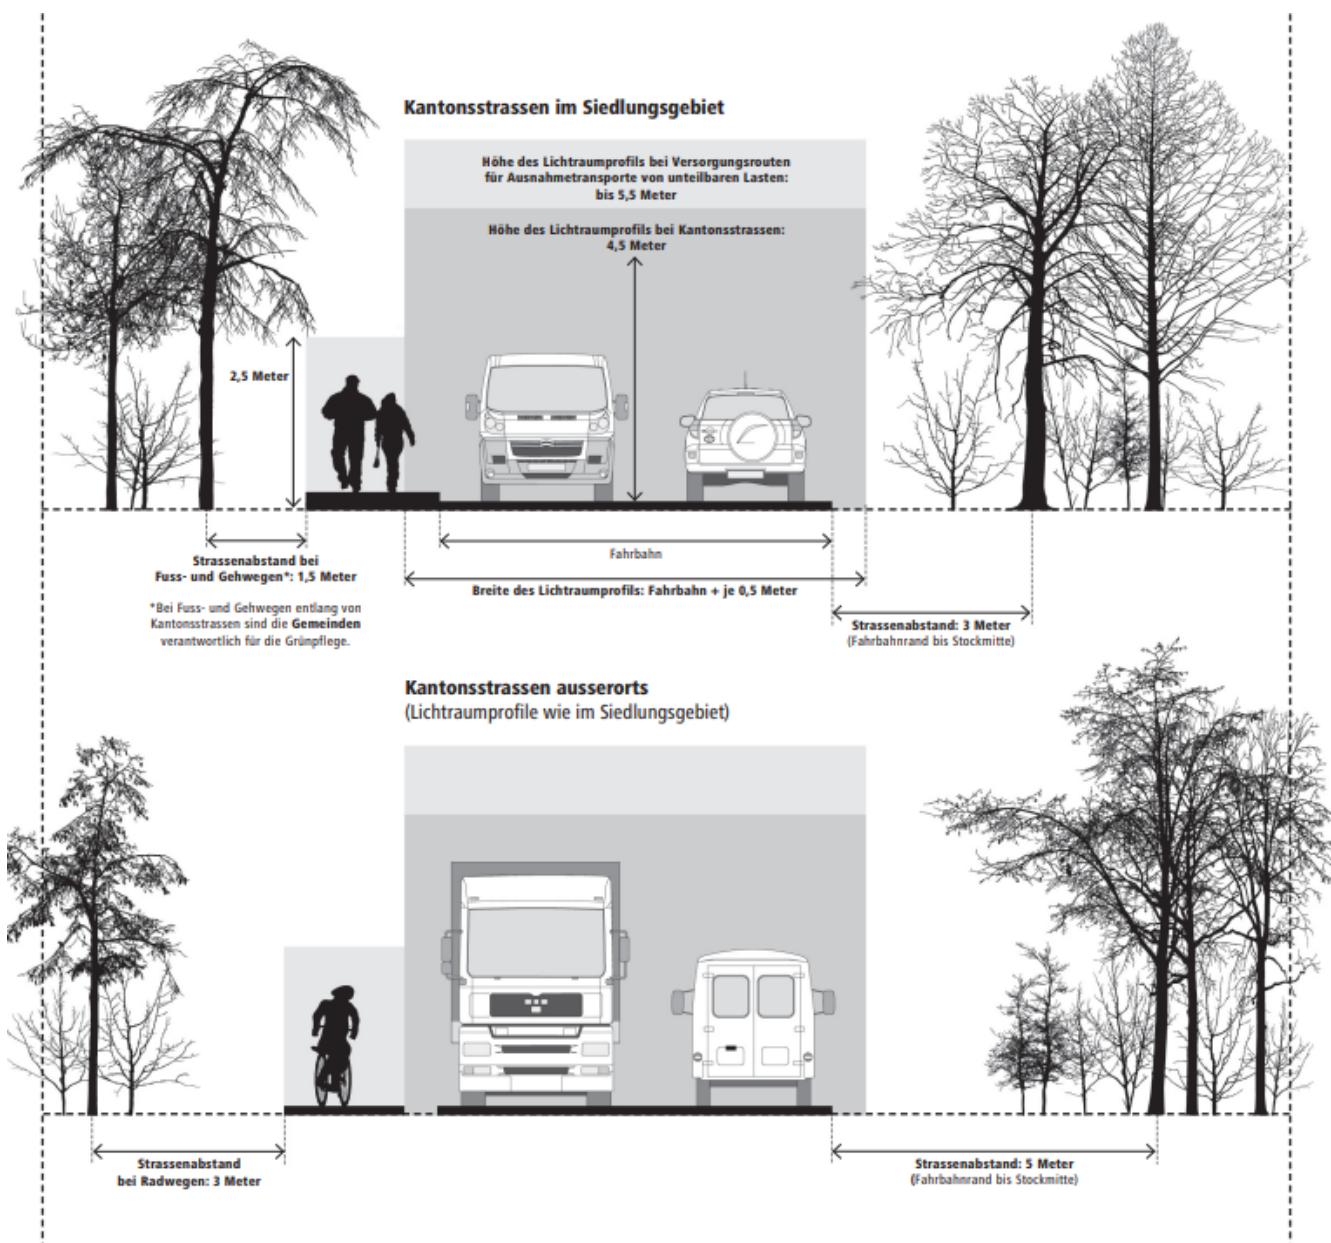 Kantonsstrassen im Siedlungsgebiet
Höhe des Lichtraumprofils bei Versorgungsrouten
für Ausnahmetransporte von unteilbaren Lasten:
bis 5,5 Meter
Höhe des Lichtraumprofils bei Kantonsstrassen:
4,5 Meter
2,5 Meter
Fahrbahn
Strassenabstand bei
Fuss- und Gehwegen*: 1,5 Meter
Breite des Lichtraumprofils: Fahrbahn + je 0,5 Meter
*Bei Fuss- und Gehwegen entlang von
Kantonsstrassen sind die Gemeinden
verantwortlich für die Grünpflege.
Strassenabstand: 3 Meter
(Fahrbahnrand bis Stockmitte)
Kantonsstrassen ausserorts
(Lichtraumprofile wie im Siedlungsgebiet)
Strassenabstand
bei Radwegen: 3 Meter
Strassenabstand: 5 Meter
(Fahrbahnrand bis Stockmitte)